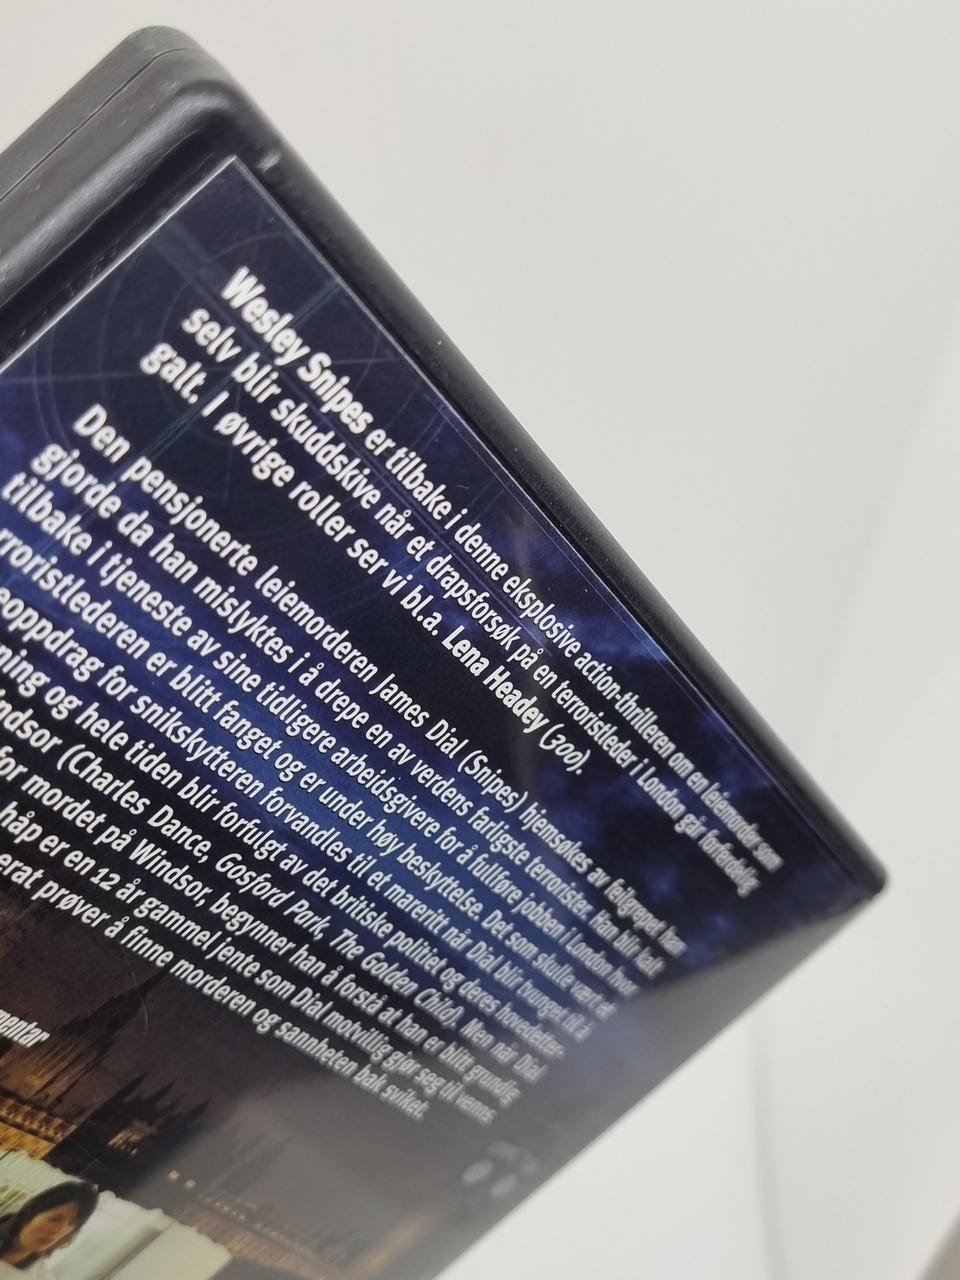 Wesley Snipes er tilbake i denne eksplosive action-thrilleren om en leiemorder som
selv blir skuddskive når et drapsforsøk på en terroristleder i London går forferdelig
galt. I øvrige roller ser vi bl.a. Lena Headey (300).
Den pensjonerte leiemorderen James Dial (Snipes) hjemsøkes av følgene
gjorde da han mislyktes i å drepe en av verdens farligste terrorister. Han blir
tilbake i tjeneste av sine tidligere arbeidsgivere for å fullføre jobben i London hvor
rroristlederen er blitt fanget og er under høy beskyttelse. Det som skulle vært et
eoppdrag for snikskytteren forvandles til et mareritt når Dial blir tvunget til å
ning og hele tiden blir forfulgt av det britiske politiet og deres hovedetter-
ndsor (Charles Dance, Gosford Park, The Golden Child). Men når Dial
for mordet på Windsor, begynner han å forstå at han er blitt grundig
håp er en 12 år gammel jente som Dial motvillig gjør seg til venns
erat prøver å finne morderen og sannheten bak sviket.
mentar